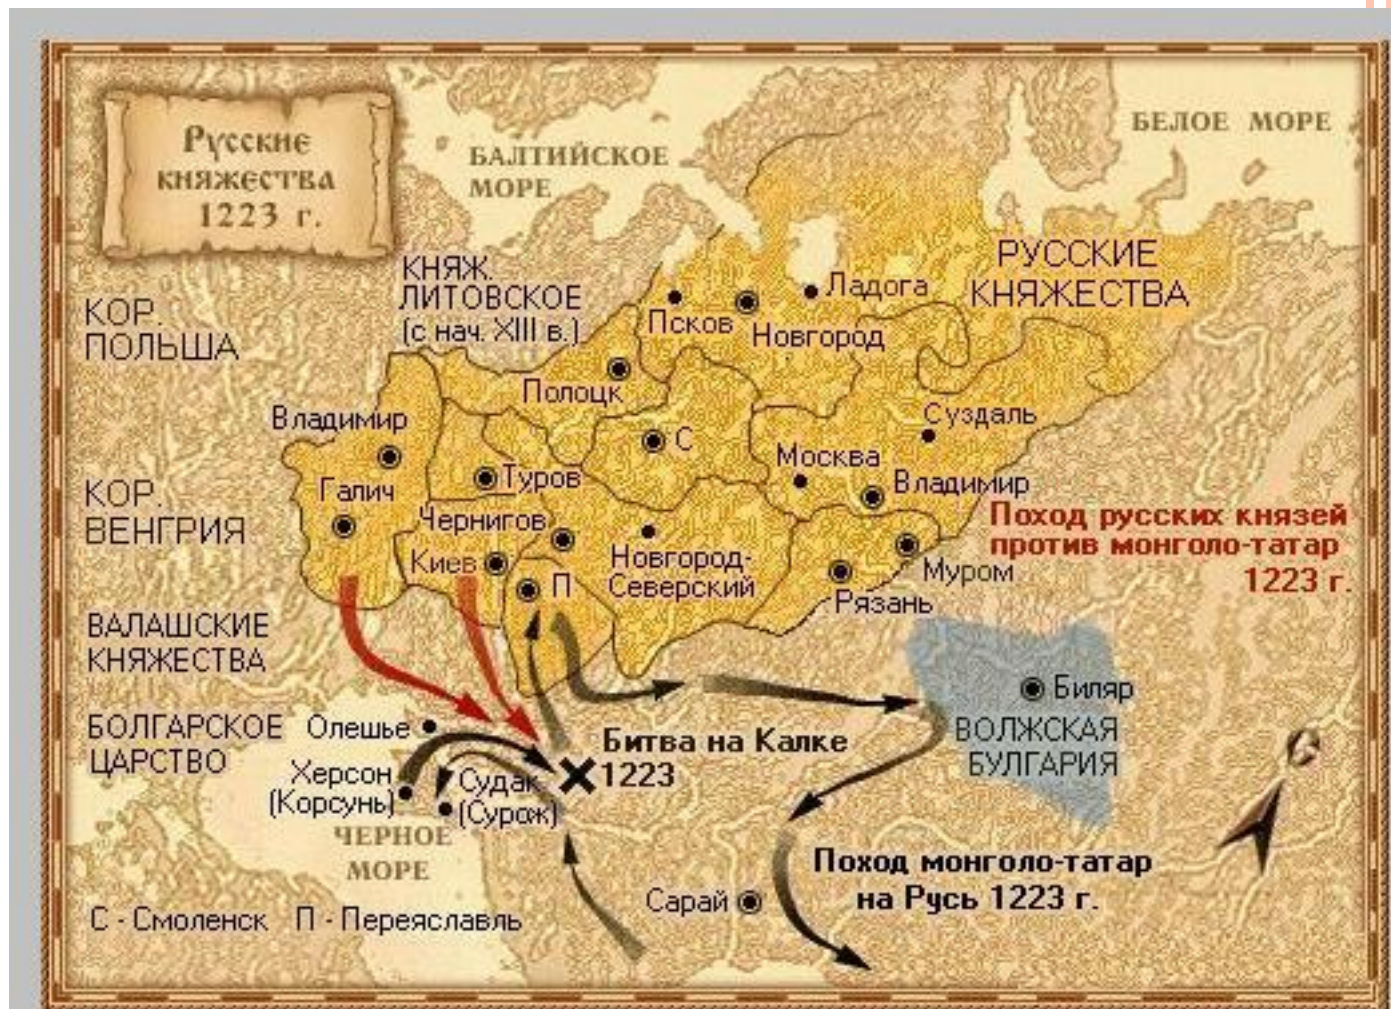 Русские
княжества
1223 г.
БАЛТИЙСКОЕ
МОРЕ
БЕЛОЕ МОРЕ
КНЯЖ.
ЛИТОВСКОЕ
(с нач. XIII в.)
РУССКИЕ
КНЯЖЕСТВА
КОР.
ПОЛЬША
Ладога
Псков
Новгород
Полоцк
Владимир
Суздаль
С
Москва
Туров
Галич
Владимир
КОР.
ВЕНГРИЯ
Чернигов
Поход русских князей
против монголо-татар
1223 г.
Киев
Новгород-
Северский
П
Муром
Рязань
ВАЛАШСКИЕ
КНЯЖЕСТВА
Биляр
ВОЛЖСКАЯ
БУЛГАРИЯ
БОЛГАРСКОЕ
ЦАРСТВО
Олешье
Битва на Калке
1223
Херсон
(Корсунь)
Судак
(Сурож)
ЧЕРНОЕ
МОРЕ
Поход монголо-татар
на Русь 1223 г.
Сарай
С - Смоленск П - Переяславль
С